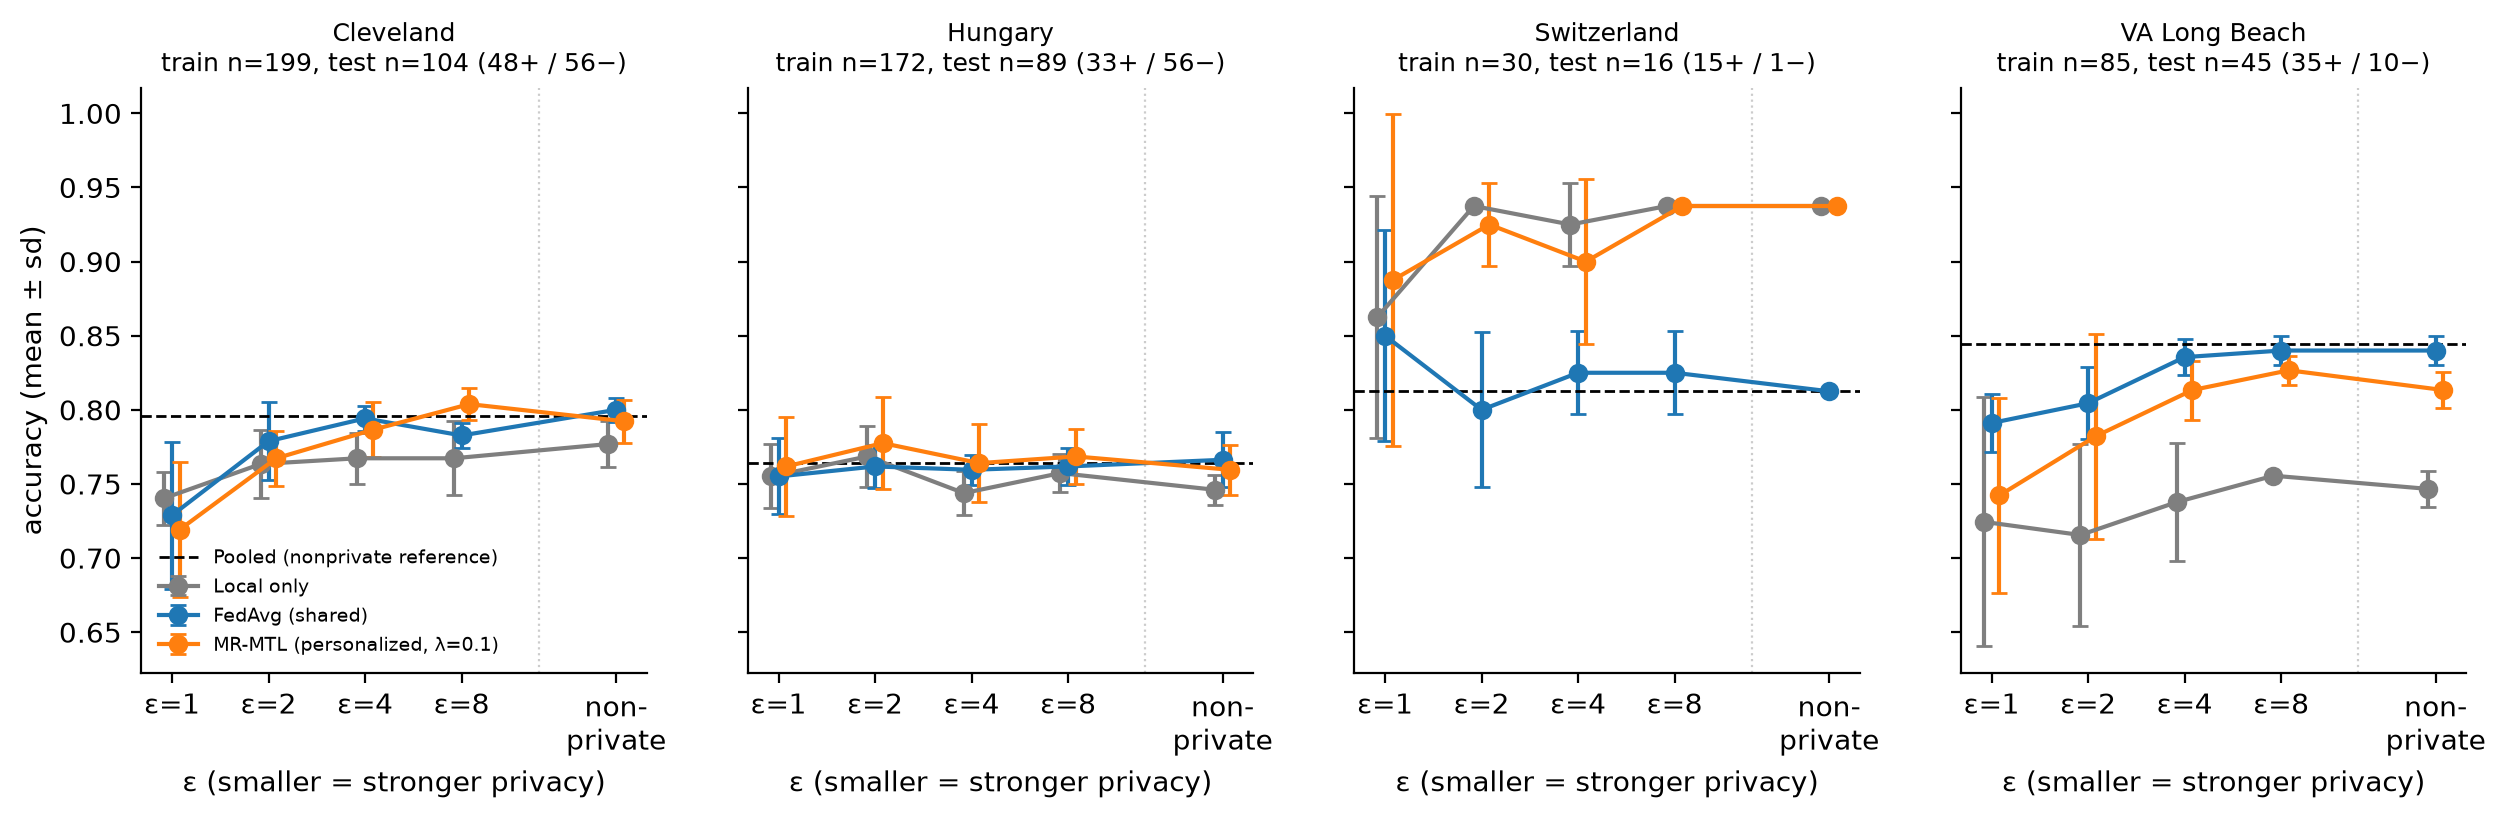 Cleveland
train n=199, test n=104 (48+ / 56−)
Hungary
train n=172, test n=89 (33+ / 56−)
Switzerland
train n=30, test n=16 (15+ / 1−)
VA Long Beach
train n=85, test n=45 (35+ / 10−)
accuracy (mean ± sd)
1.00
0.95
0.90
0.85
0.80
0.75
0.70
0.65
Pooled (nonprivate reference)
Local only
FedAvg (shared)
MR-MTL (personalized, λ=0.1)
ε=1 ε=2 ε=4 ε=8 non-
private
ε (smaller = stronger privacy)
ε=1 ε=2 ε=4 ε=8 non-
private
ε (smaller = stronger privacy)
ε=1 ε=2 ε=4 ε=8 non-
private
ε (smaller = stronger privacy)
ε=1 ε=2 ε=4 ε=8 non-
private
ε (smaller = stronger privacy)